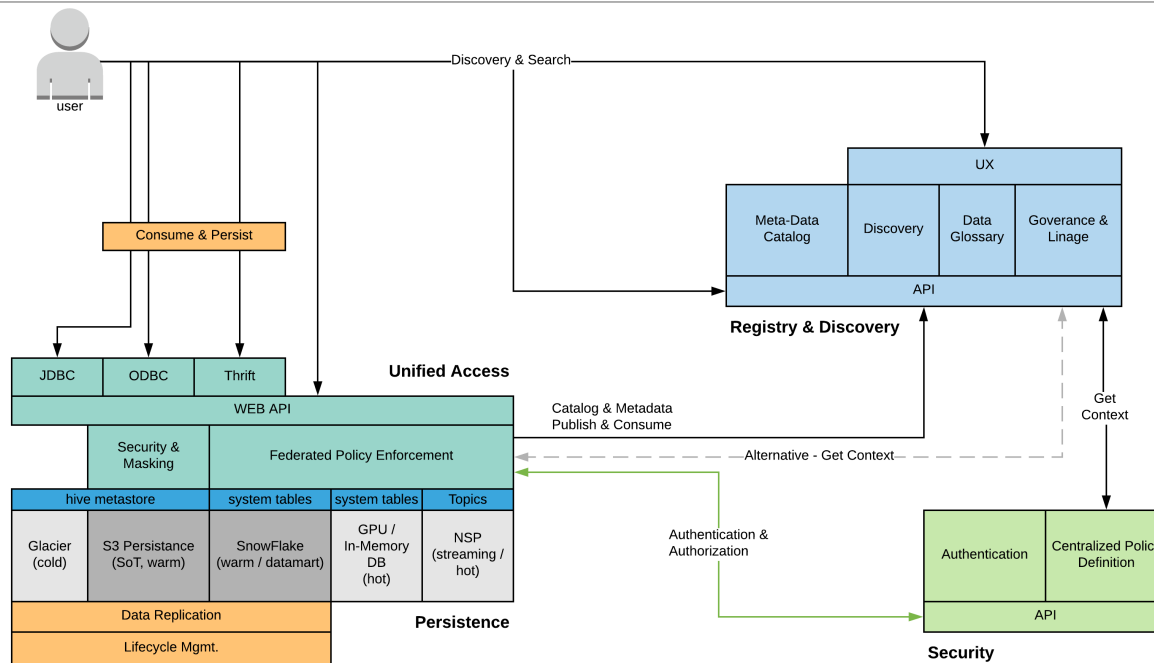 user
Discovery & Search
UX
Meta-Data
Catalog
Discovery
Data
Glossary
Goverance &
Linage
API
Registry & Discovery
Consume & Persist
JDBC
ODBC
Thrift
Unified Access
WEB API
Security &
Masking
Federated Policy Enforcement
Catalog & Metadata
Publish & Consume
Alternative - Get Context
Get
Context
hive metastore
system tables
system tables
Topics
Glacier
(cold)
S3 Persistance
(SoT, warm)
SnowFlake
(warm / datamart)
GPU /
In-Memory
DB
(hot)
NSP
(streaming /
hot)
Authentication &
Authorization
Authentication
Centralized Polic
Definition
API
Security
Data Replication
Persistence
Lifecycle Mgmt.